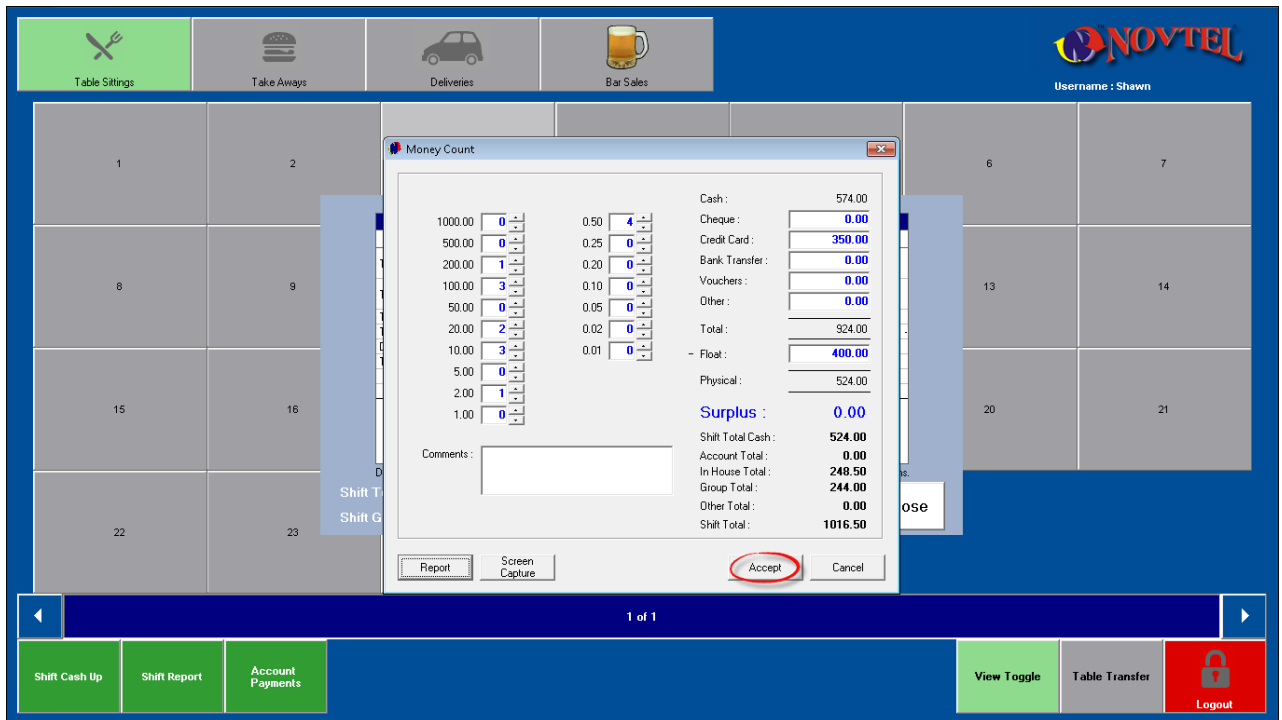 Table Sittings
Take Aways
Deliveries
Bar Sales
NOVTEL
Username : Shawn
1
2
6
7
8
9
13
14
15
16
20
21
22
23
Money Count
1000.00 0
500.00 0
200.00 1
100.00 3
50.00 0
20.00 2
10.00 3
5.00 0
2.00 1
1.00 0
0.50 4
0.25 0
0.20 0
0.10 0
0.05 0
0.02 0
0.01 0
Comments :
Cash : 574.00
Cheque : 0.00
Credit Card : 350.00
Bank Transfer : 0.00
Vouchers : 0.00
Other : 0.00
Total : 924.00
- Float : 400.00
Physical : 524.00
Surplus : 0.00
Shift Total Cash : 524.00
Account Total : 0.00
In House Total : 248.50
Group Total : 244.00
Other Total : 0.00
Shift Total : 1016.50
Report
Screen
Capture
Accept
Cancel
Shift T
Shift G
ose
1 of 1
Shift Cash Up
Shift Report
Account
Payments
View Toggle
Table Transfer
Logout